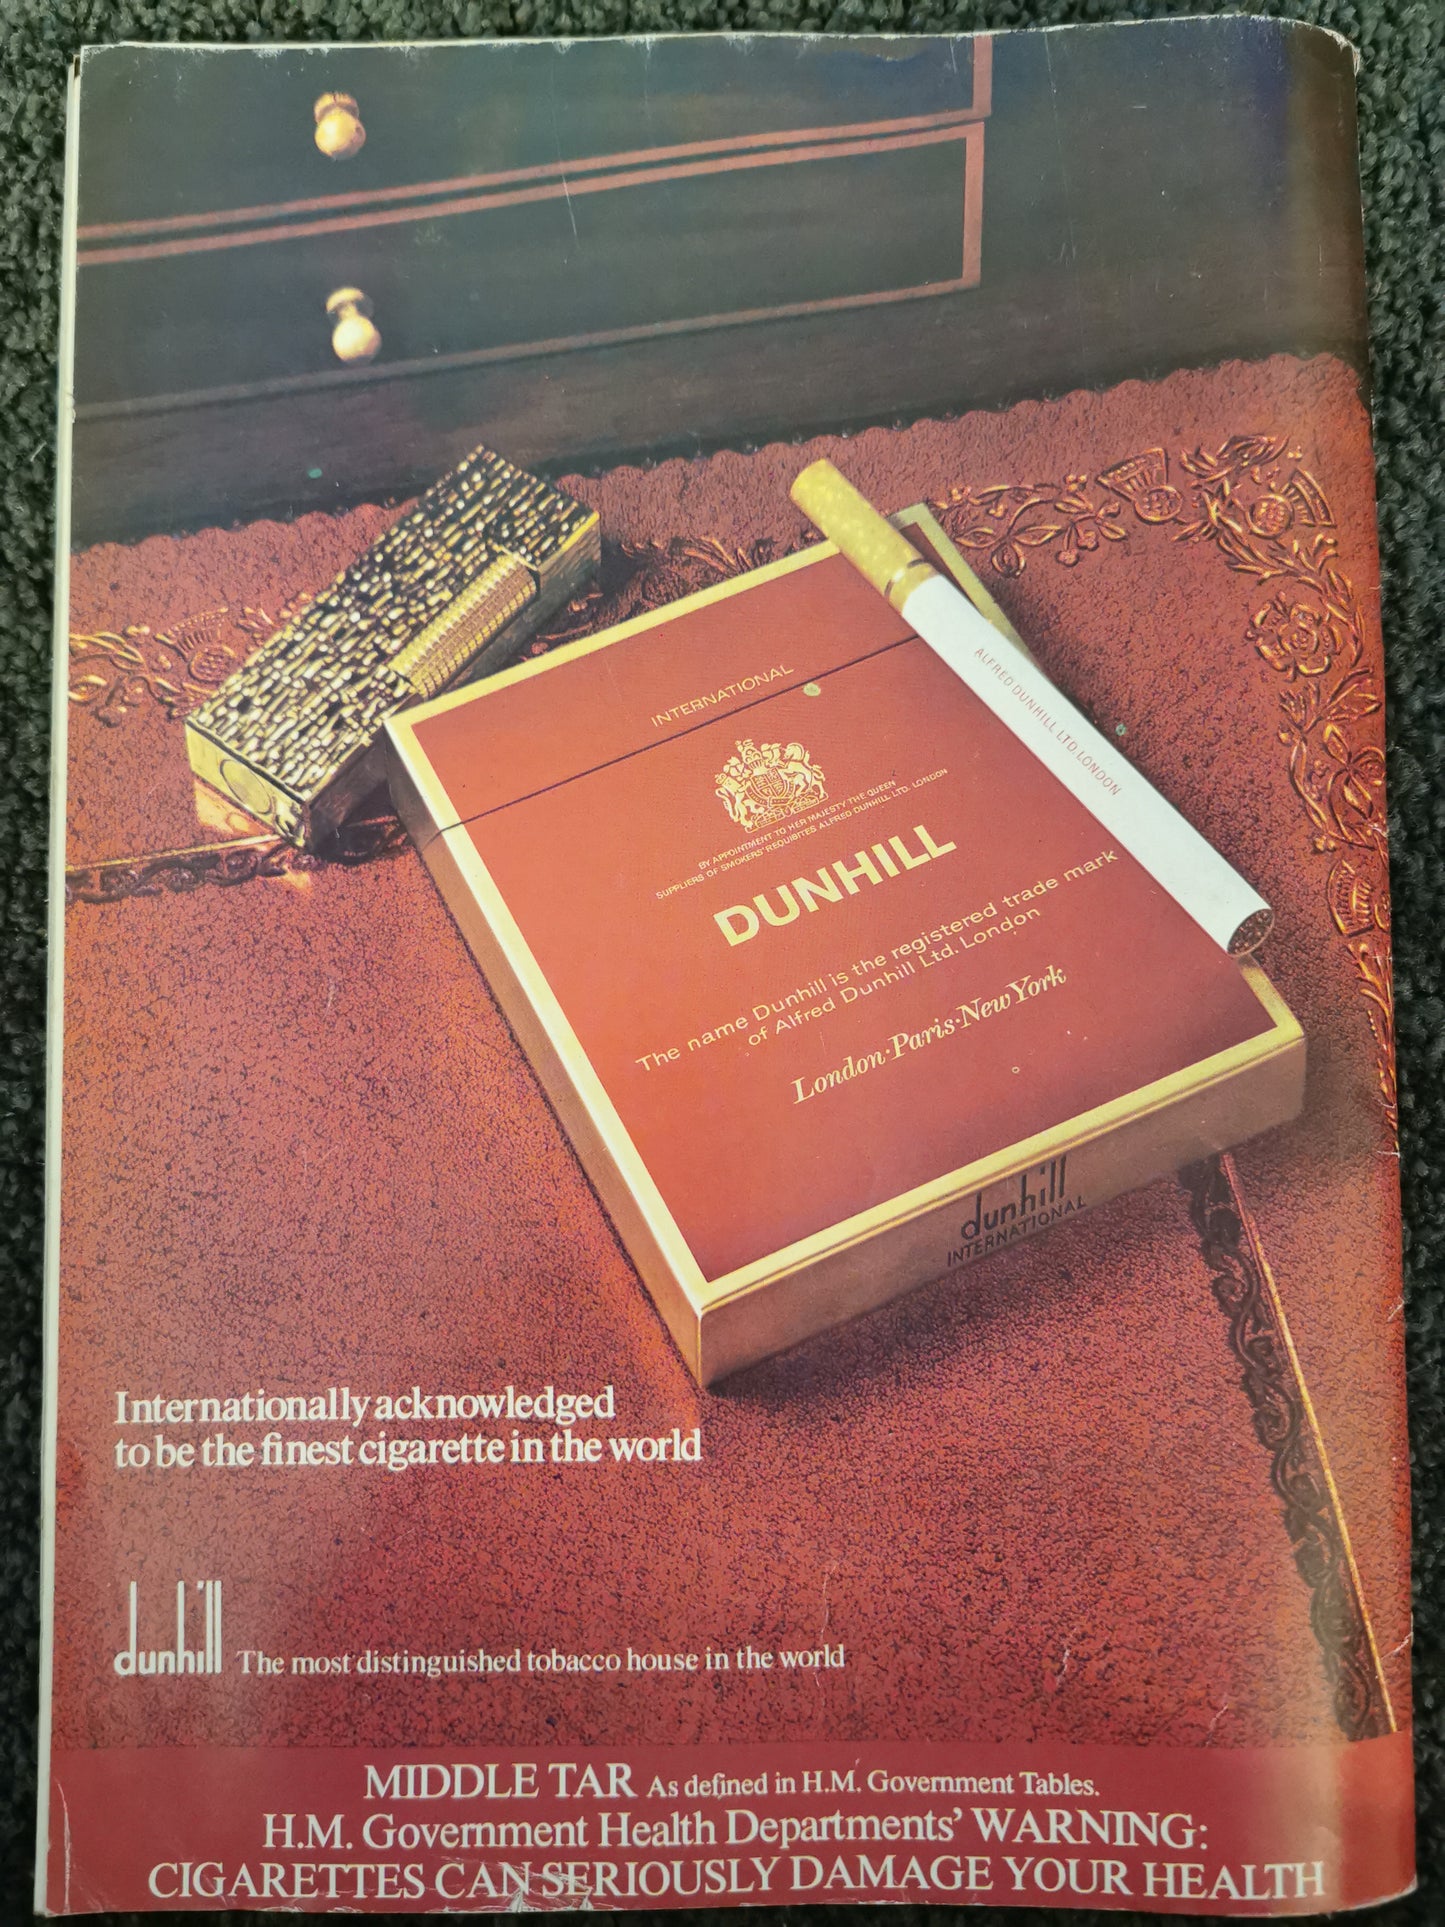 INTERNATIONAL
BY APPOINTMENT TO HER MAJESTY THE QUEEN
SUPPLIERS OF SMOKERS' REQUISITES ALFRED DUNHILL LTD. LONDON
DUNHILL
The name Dunhill is the registered trade mark
of Alfred Dunhill Ltd. London
London·Paris·New York
ALFRED DUNHILL LTD. LONDON
dunhill
INTERNATIONAL
Internationally acknowledged
to be the finest cigarette in the world
dunhill The most distinguished tobacco house in the world
MIDDLE TAR As defined in H.M. Government Tables.
H.M. Government Health Departments' WARNING:
CIGARETTES CAN SERIOUSLY DAMAGE YOUR HEALTH